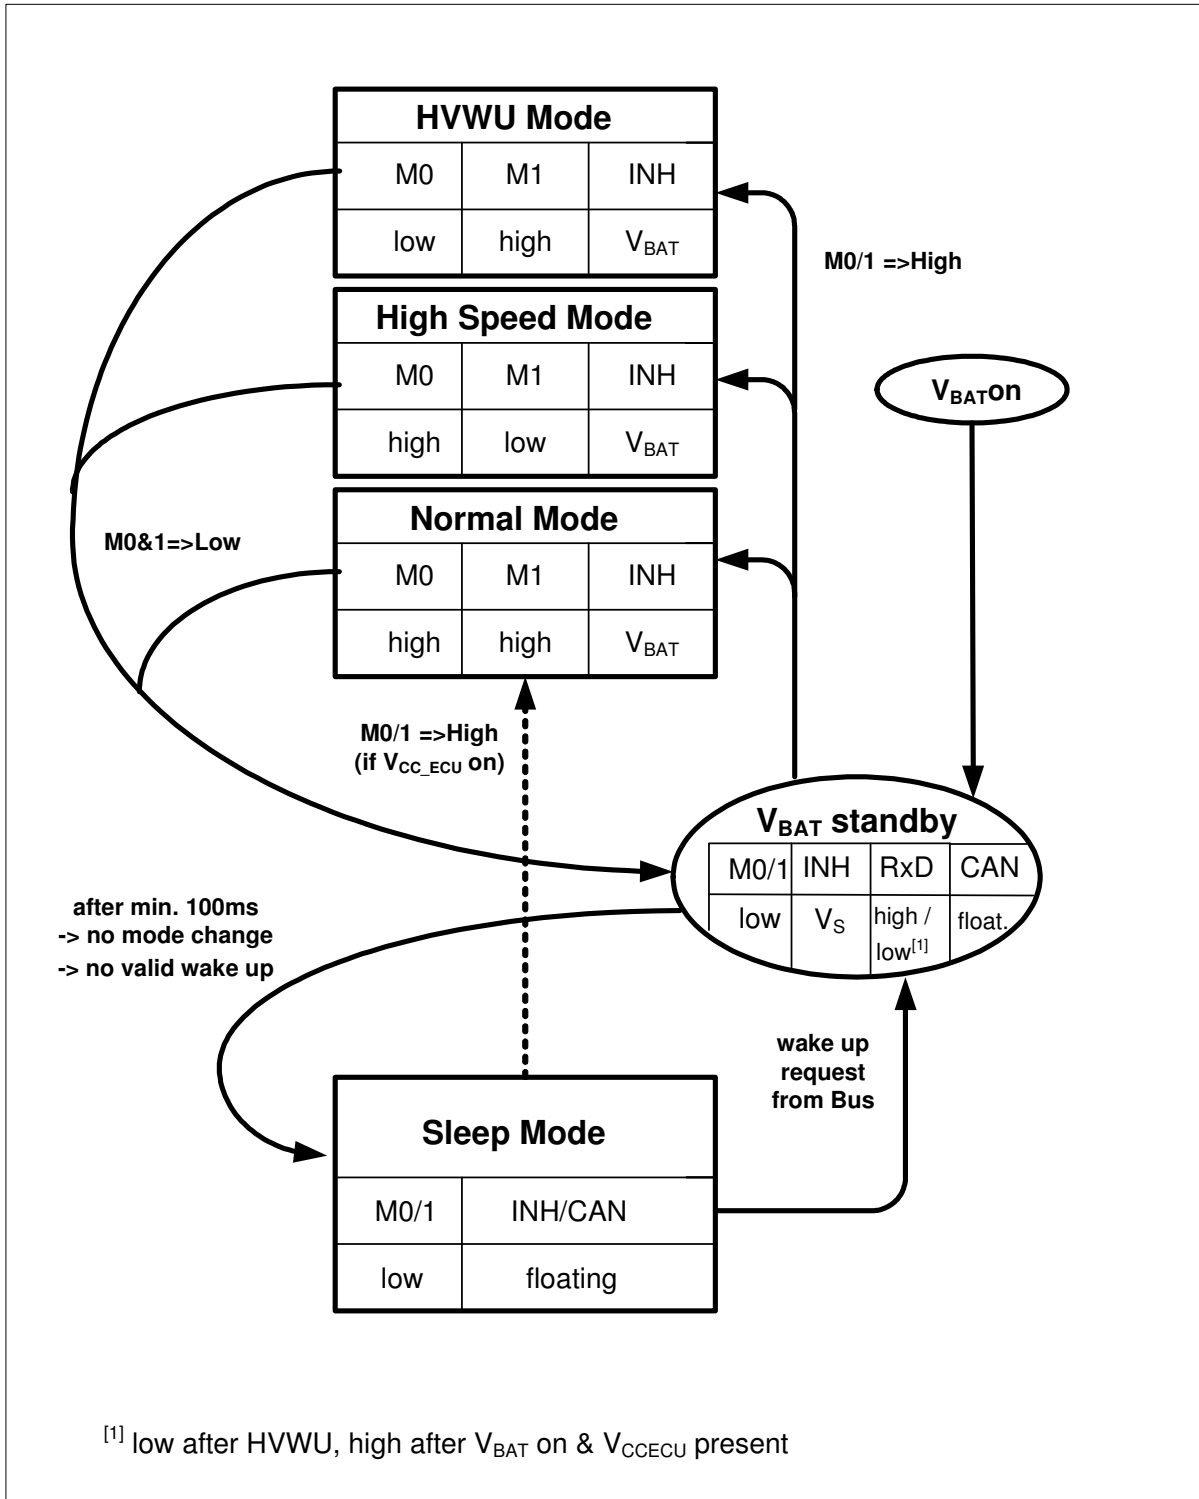 HVWU Mode
M0 M1 INH
low high VBAT
M0/1 =>High
High Speed Mode
M0 M1 INH
high low VBAT
VBATon
Normal Mode
M0 M1 INH
high high VBAT
M0&1=>Low
M0/1 =>High
(if VCC_ECU on)
VBAT standby
M0/1 INH RxD CAN
low VS high / low[1] float.
after min. 100ms
-> no mode change
-> no valid wake up
wake up
request
from Bus
Sleep Mode
M0/1 INH/CAN
low floating
[1] low after HVWU, high after VBAT on & VCCECU present